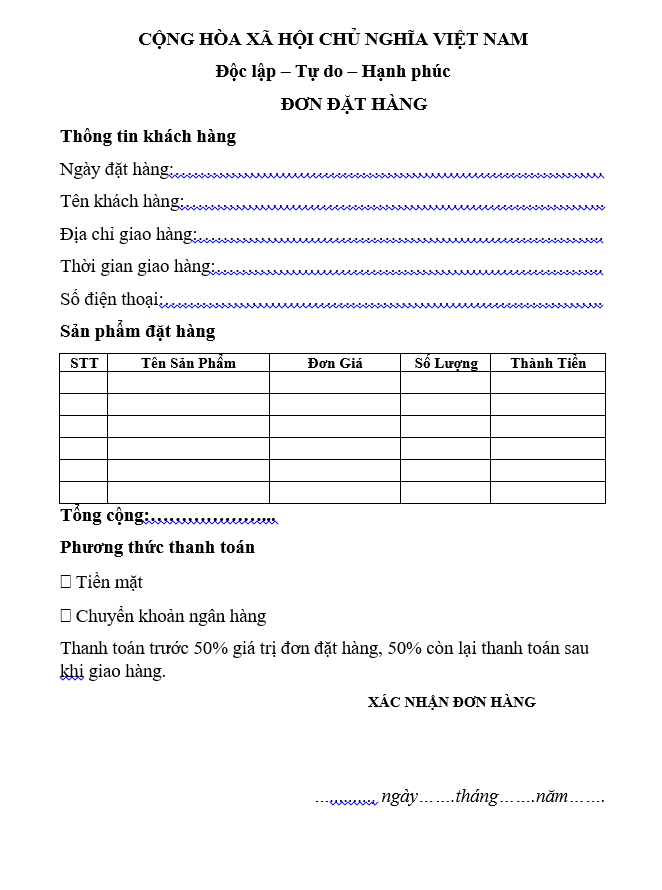 CỘNG HÒA XÃ HỘI CHỦ NGHĨA VIỆT NAM
Độc lập – Tự do – Hạnh phúc
ĐƠN ĐẶT HÀNG
Thông tin khách hàng
Ngày đặt hàng:……………………………………………………………
Tên khách hàng:……………………………………………………………
Địa chỉ giao hàng:…………………………………………………………
Thời gian giao hàng:………………………………………………………
Số điện thoại:………………………………………………………………
Sản phẩm đặt hàng
STT Tên Sản Phẩm Đơn Giá Số Lượng Thành Tiền
Tổng cộng:…………………..
Phương thức thanh toán
☐ Tiền mặt
☐ Chuyển khoản ngân hàng
Thanh toán trước 50% giá trị đơn đặt hàng, 50% còn lại thanh toán sau
khi giao hàng.
XÁC NHẬN ĐƠN HÀNG
…………, ngày…….tháng…….năm…….